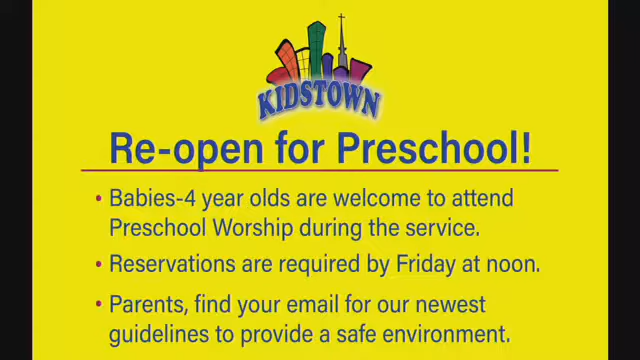 KIDSTOWN
Re-open for Preschool!
• Babies-4 year olds are welcome to attend
Preschool Worship during the service.
• Reservations are required by Friday at noon.
• Parents, find your email for our newest
guidelines to provide a safe environment.